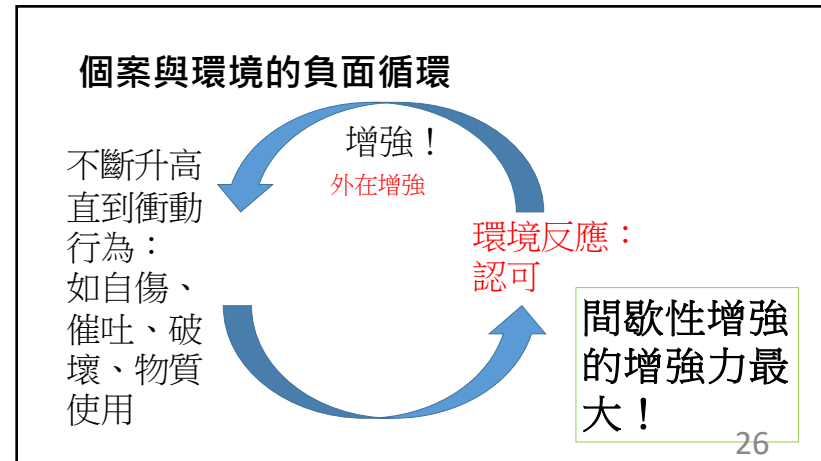 個案與環境的負面循環
增強！
外在增強
不斷升高
直到衝動
行為：
如自傷、
催吐、破
壞、物質
使用
環境反應：
認可
間歇性增強
的增強力最
大！
26